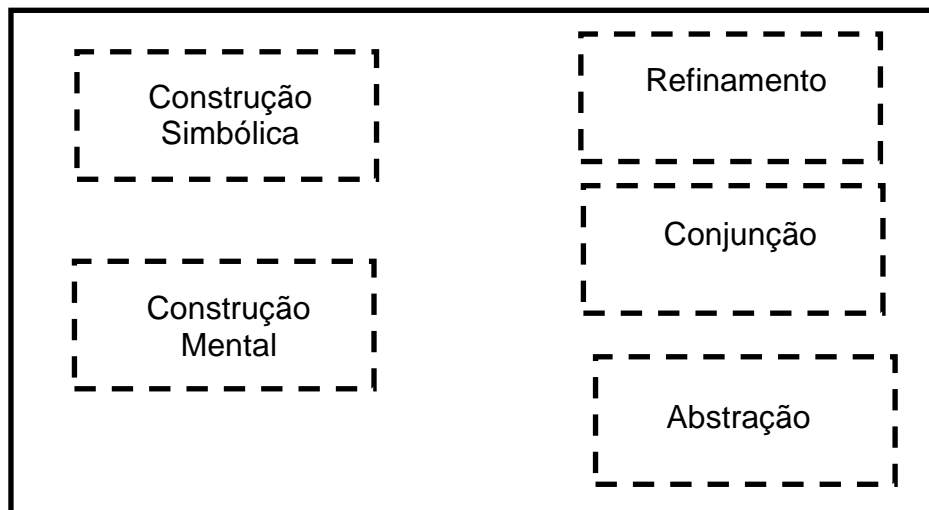 Construção
Simbólica
Construção
Mental
Refinamento
Conjunção
Abstração